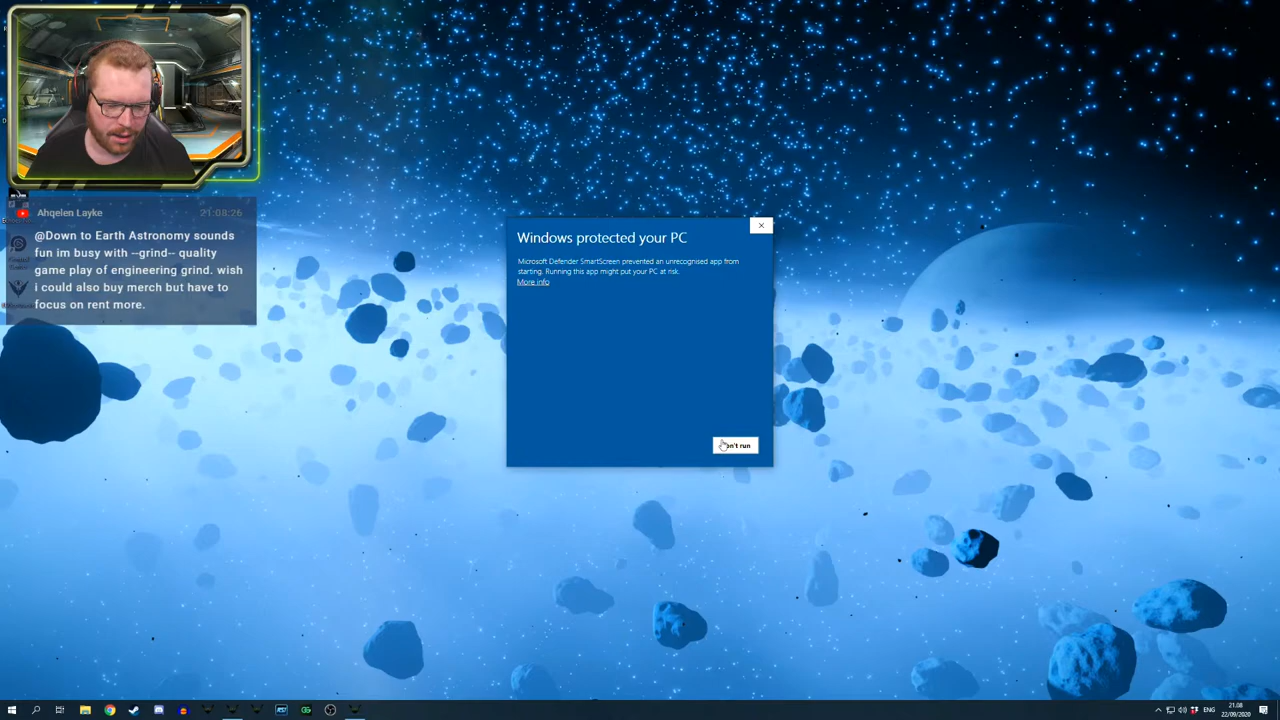 Ahqelen Layke 21:08:26
@Down to Earth Astronomy sounds
fun im busy with --grind-- quality
game play of engineering grind. wish
i could also buy merch but have to
focus on rent more.
Windows protected your PC
Microsoft Defender SmartScreen prevented an unrecognised app from
starting. Running this app might put your PC at risk.
More info
run
ENG
21.08
22/09/2020